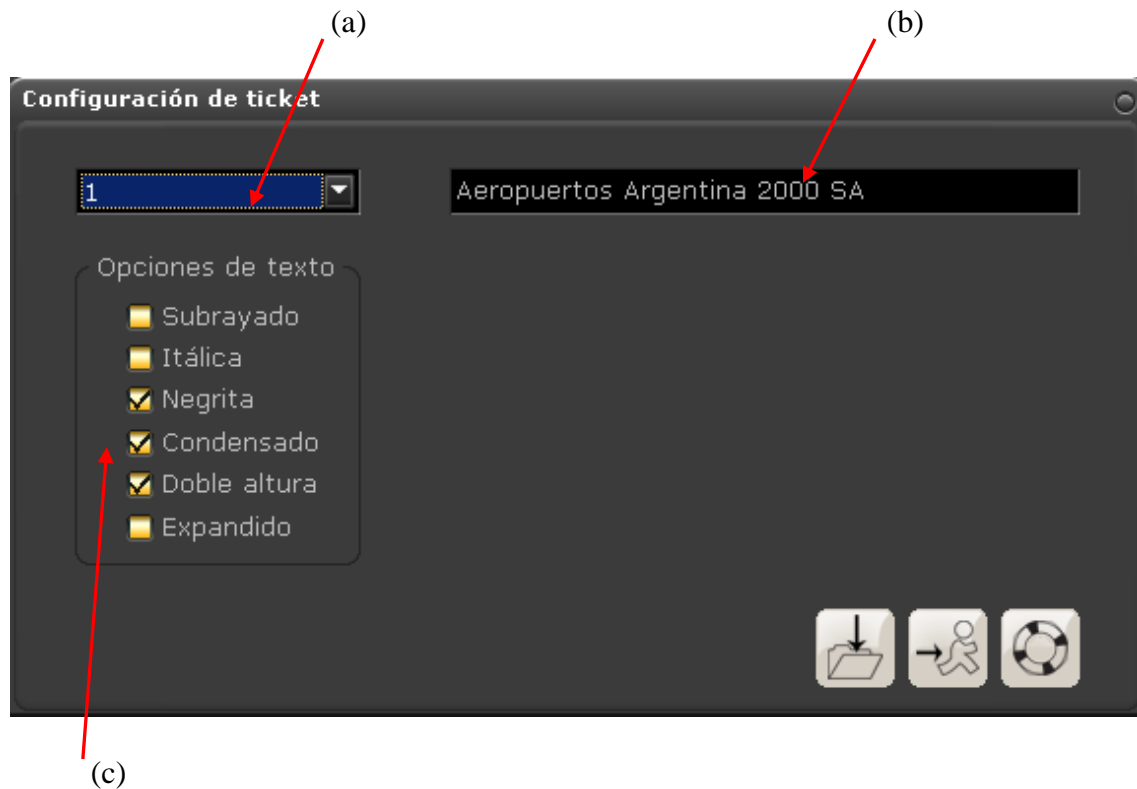 (a)
(b)
Configuración de ticket
1
Aeropuertos Argentina 2000 SA
Opciones de texto
Subrayado
Itálica
Negrita
Condensado
Doble altura
Expandido
(c)